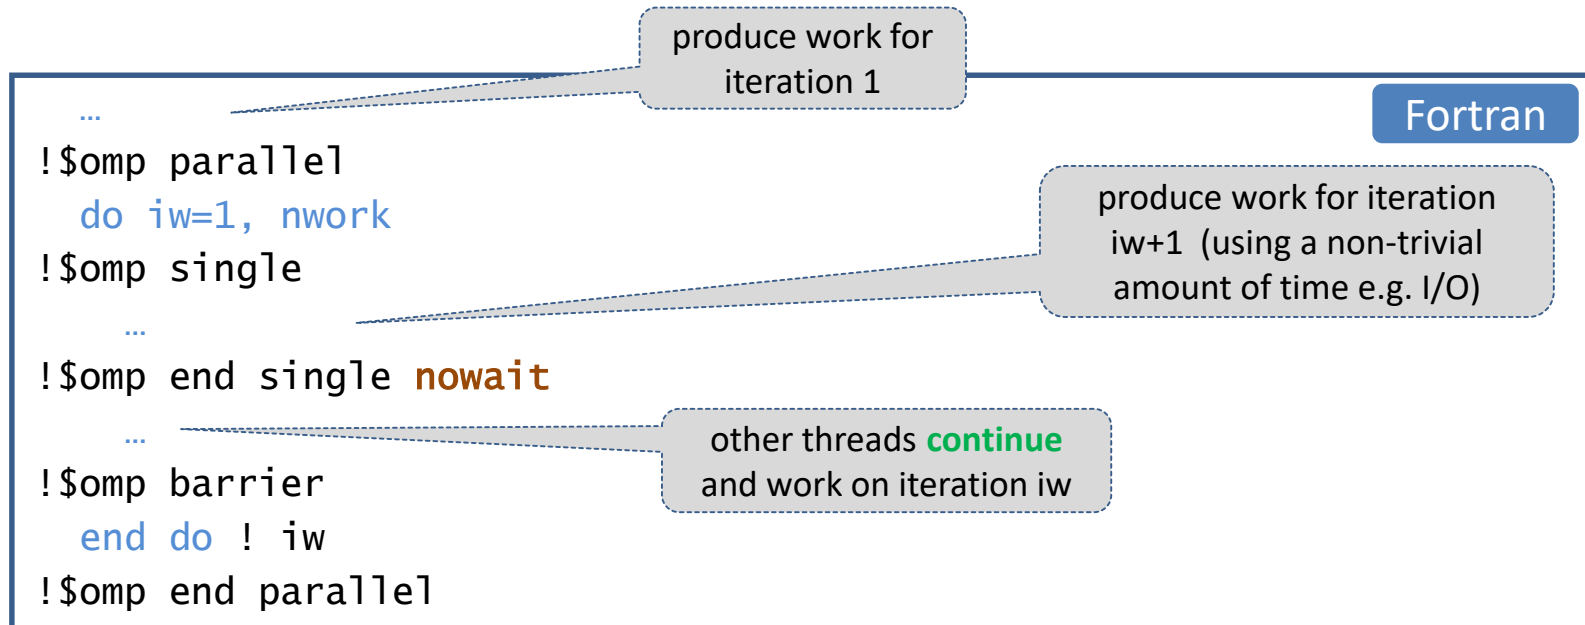 produce work for
iteration 1
Fortran
…
!$omp parallel
do iw=1, nwork
!$omp single
produce work for iteration
iw+1 (using a non-trivial
amount of time e.g. I/O)
…
!$omp end single nowait
…
other threads continue
and work on iteration iw
!$omp barrier
end do ! iw
!$omp end parallel